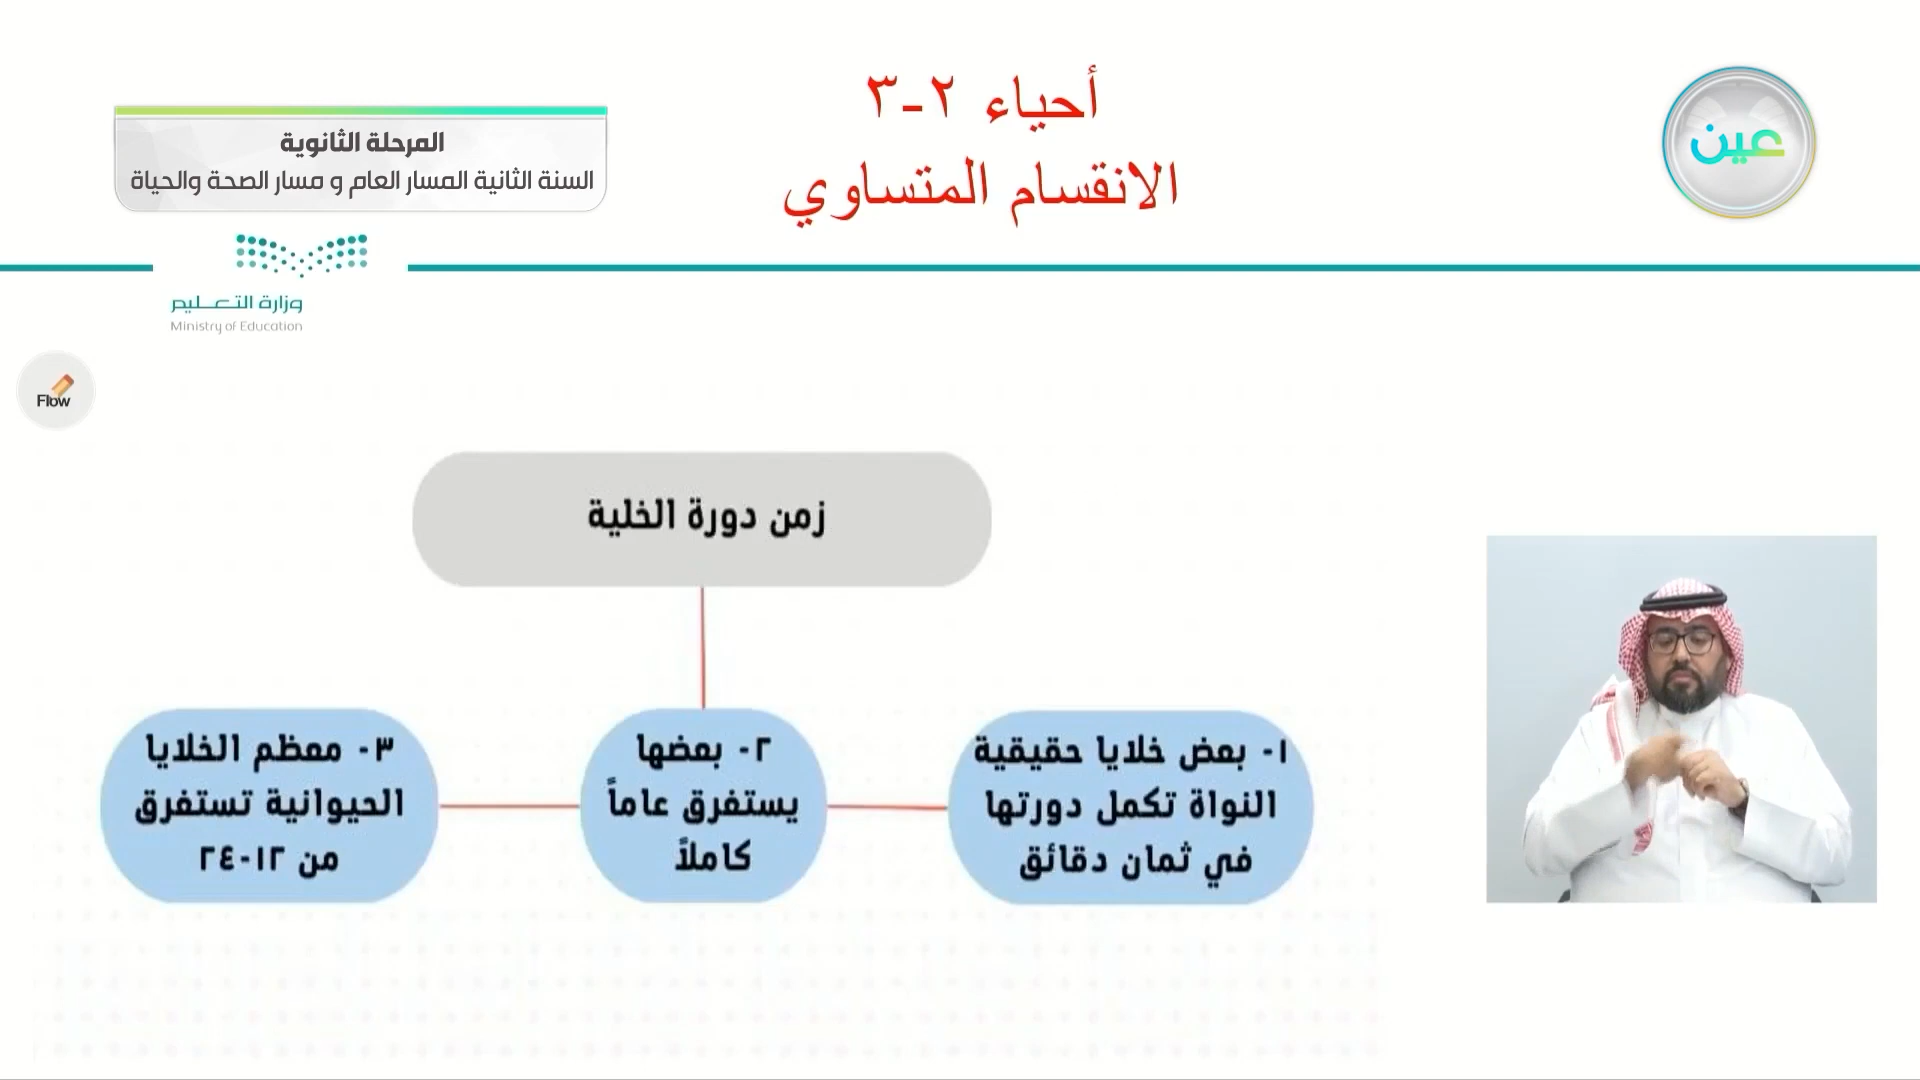 أحياء ٢-٣
الانقسام المتساوي
عين
المرحلة الثانوية
السنة الثانية المسار العام و مسار الصحة والحياة
وزارة التعليم
Ministry of Education
Flow
زمن دورة الخلية
١- بعض خلايا حقيقية
النواة تكمل دورتها
في ثمان دقائق
٢- بعضها
يستغرق عاماً
كاملاً
٣- معظم الخلايا
الحيوانية تستغرق
من ١٢-٢٤